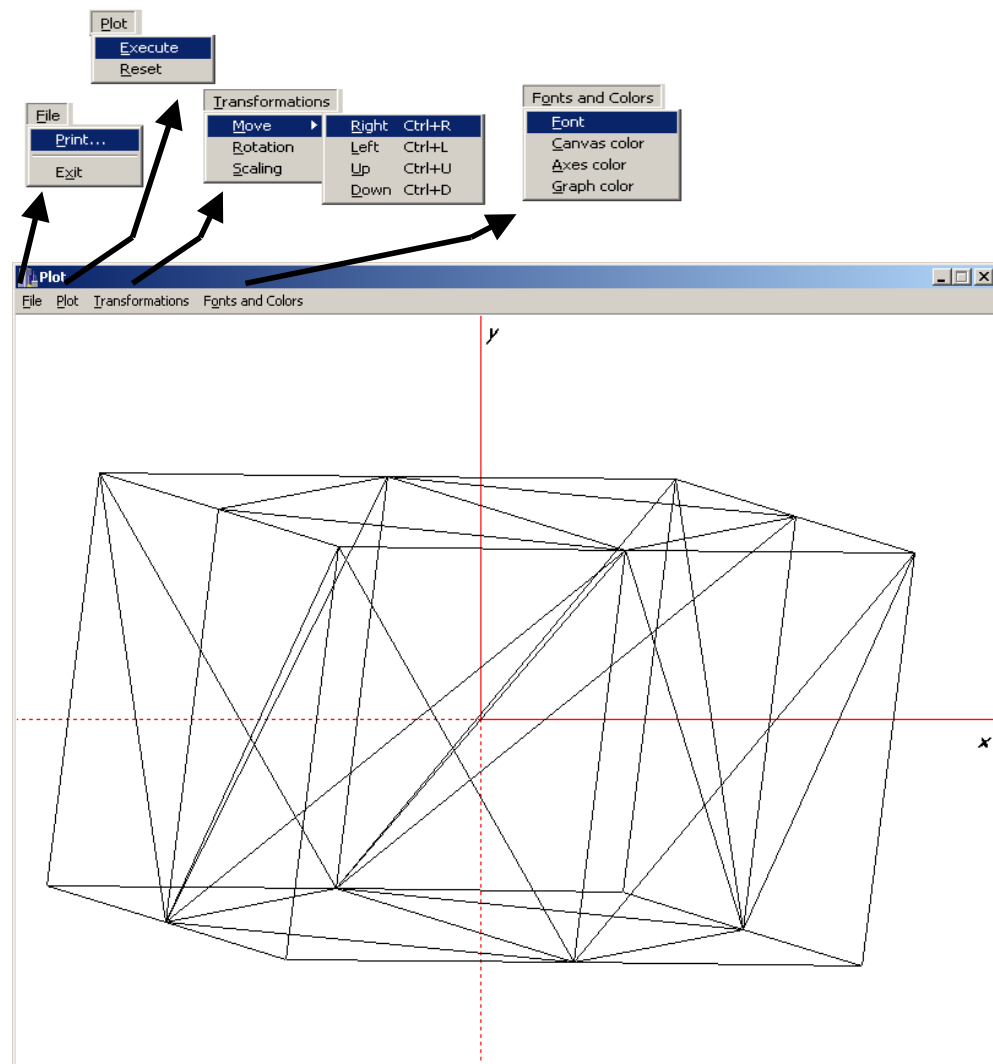 Plot
Execute
Reset
File
Print...
Exit
Transformations
Move
Rotation
Scaling
Right Ctrl+R
Left Ctrl+L
Up Ctrl+U
Down Ctrl+D
Fonts and Colors
Font
Canvas color
Axes color
Graph color
Plot
File Plot Transformations Fonts and Colors
y
x